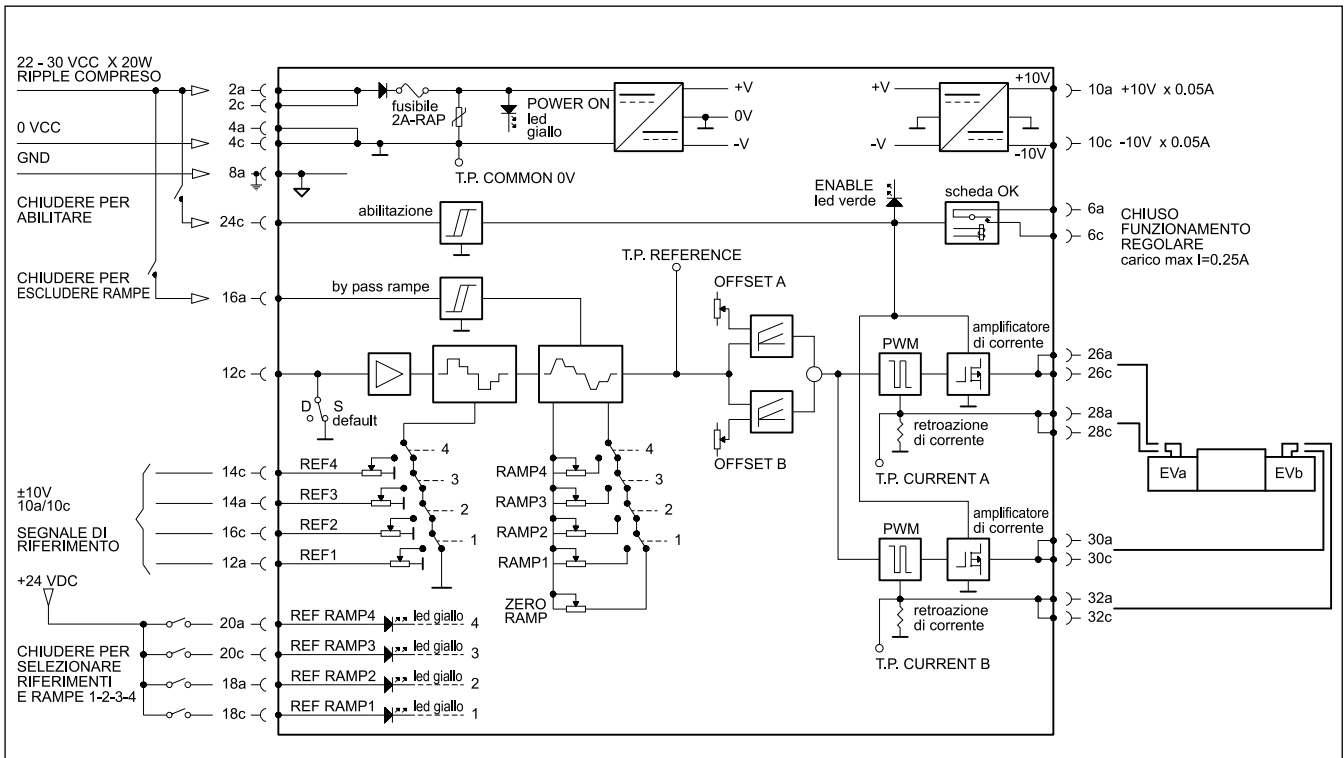 22 - 30 VCC X 20W
RIPPLE COMPRESO
2a
2c
fusibile
2A-RAP
POWER ON
led
giallo
+V
0V
-V
+V
-V
+10V
-10V
10a +10V x 0.05A
10c -10V x 0.05A
0 VCC
4a
4c
GND
8a
T.P. COMMON 0V
CHIUDERE PER
ABILITARE
24c
abilitazione
ENABLE
led verde
scheda OK
6a
6c
CHIUSO
FUNZIONAMENTO
REGOLARE
carico max I=0.25A
CHIUDERE PER
ESCLUDERE RAMPE
16a
by pass rampe
T.P. REFERENCE
OFFSET A
OFFSET B
12c
D
S
default
PWM
amplificatore
di corrente
26a
26c
28a
28c
retroazione
di corrente
T.P. CURRENT A
EVa
EVb
±10V
10a/10c
SEGNALE DI
RIFERIMENTO
14c
REF4
14a
REF3
16c
REF2
12a
REF1
4
3
2
1
RAMP4
RAMP3
RAMP2
RAMP1
ZERO
RAMP
4
3
2
1
PWM
amplificatore
di corrente
30a
30c
32a
32c
retroazione
di corrente
T.P. CURRENT B
+24 VDC
CHIUDERE PER
SELEZIONARE
RIFERIMENTI
E RAMPE 1-2-3-4
20a
REF RAMP4
led giallo
4
20c
REF RAMP3
led giallo
3
18a
REF RAMP2
led giallo
2
18c
REF RAMP1
led giallo
1